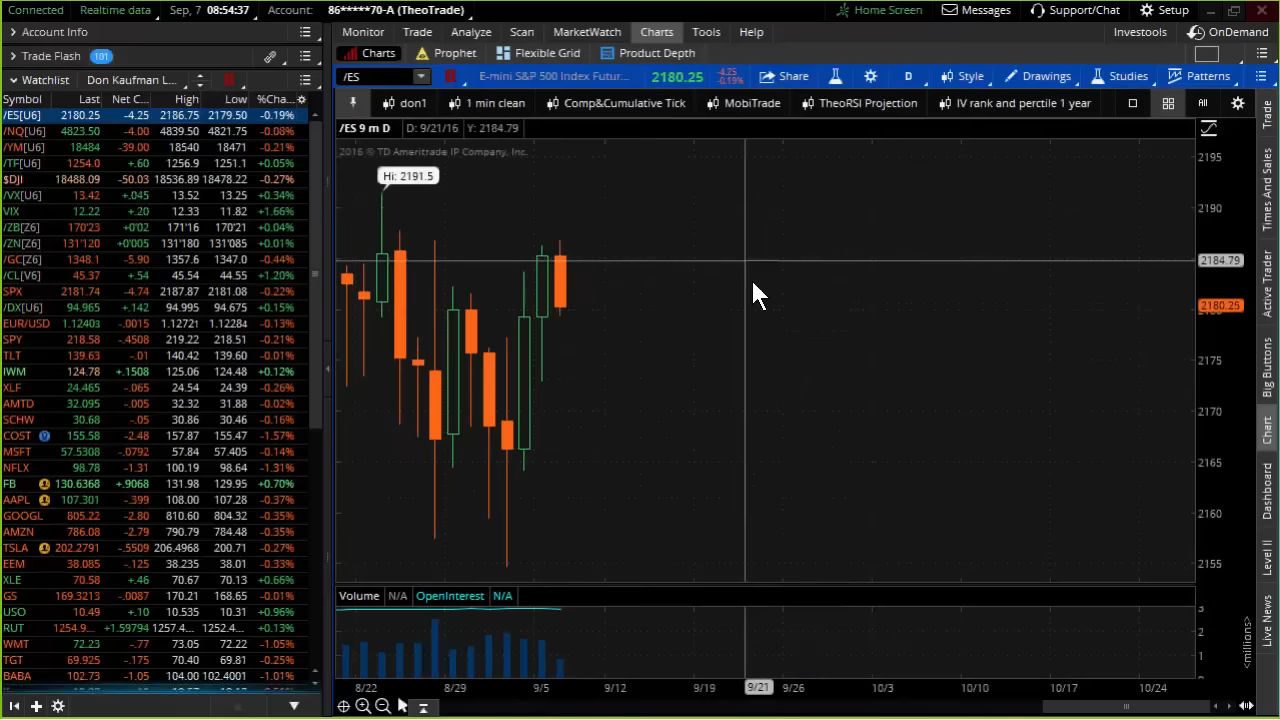 Connected Realtime data Sep, 7 08:54:37 Account: 86*****70-A (TheoTrade) Home Screen Messages Support/Chat Setup
Account Info Monitor Trade Analyze Scan MarketWatch Charts Tools Help Investools OnDemand
Trade Flash 101 Charts Prophet Flexible Grid Product Depth
Watchlist Don Kaufman L... /ES E-mini S&P 500 Index Futur... 2180.25 -4.25 -0.19% Share D Style Drawings Studies Patterns
Symbol Last Net C... High Low %Cha... don1 1 min clean Comp&Cumulative Tick MobiTrade TheoRSI Projection IV rank and perctile 1 year All
/ES[U6] 2180.25 -4.25 2186.75 2179.50 -0.19%
/NQ[U6] 4823.50 -4.00 4839.50 4821.75 -0.08%
/YM[U6] 18484 -39.00 18540 18471 -0.21%
/TF[U6] 1254.0 +.60 1256.9 1251.1 +0.05%
$DJI 18488.09 -50.03 18536.89 18478.22 -0.27%
/VX[U6] 13.42 +.045 13.52 13.25 +0.34%
VIX 12.22 +.20 12.33 11.82 +1.66%
/ZB[Z6] 170'23 +0'02 171'16 170'21 +0.04%
/ZN[Z6] 131'120 +0'005 131'180 131'085 +0.01%
/GC[Z6] 1348.1 -5.90 1357.6 1347.0 -0.44%
/CL[V6] 45.37 +.54 45.54 44.55 +1.20%
SPX 2181.74 -4.74 2187.87 2181.08 -0.22%
/DX[U6] 94.965 +.142 94.995 94.675 +0.15%
EUR/USD 1.12403 -.0015 1.12721 1.12284 -0.13%
SPY 218.58 -.4508 219.22 218.51 -0.21%
TLT 139.63 -.01 140.42 139.60 -0.01%
IWM 124.78 +.1508 125.06 124.48 +0.12%
XLF 24.465 -.065 24.54 24.39 -0.26%
AMTD 32.095 -.005 32.32 31.88 -0.02%
SCHW 30.68 -.05 30.86 30.46 -0.16%
COST 155.58 -2.48 157.87 155.47 -1.57%
MSFT 57.5308 -.0792 57.84 57.405 -0.14%
NFLX 98.78 -1.31 100.19 98.64 -1.31%
FB 130.6368 +.9068 131.98 129.95 +0.70%
AAPL 107.301 -.399 108.00 107.28 -0.37%
GOOGL 805.22 -2.80 810.60 804.32 -0.35%
AMZN 786.08 -2.79 790.79 784.48 -0.35%
TSLA 202.2791 -.5509 206.4968 200.71 -0.27%
EEM 38.085 -.125 38.235 38.01 -0.33%
XLE 70.58 +.46 70.67 70.13 +0.66%
GS 169.3213 -.0087 170.21 168.65 -0.01%
USO 10.49 +.10 10.535 10.31 +0.96%
RUT 1254.9... +1.59794 1257.4... 1252.4... +0.13%
WMT 72.23 -.77 73.05 72.22 -1.05%
TGT 69.925 -.175 70.40 69.81 -0.25%
BABA 102.73 -1.05 104.00 102.1401 -1.01%
/ES 9 m D D: 9/21/16 Y: 2184.79
2016 © TD Ameritrade IP Company, Inc.
Hi: 2191.5
2195
2190
2184.79
2180.25
2175
2170
2165
2160
2155
Volume N/A OpenInterest N/A
3
2
1
<millions>
8/22 8/29 9/5 9/12 9/19 9/21 9/26 10/3 10/10 10/17 10/24
Trade
Times And Sales
Active Trader
Big Buttons
Chart
Dashboard
Level II
Live News